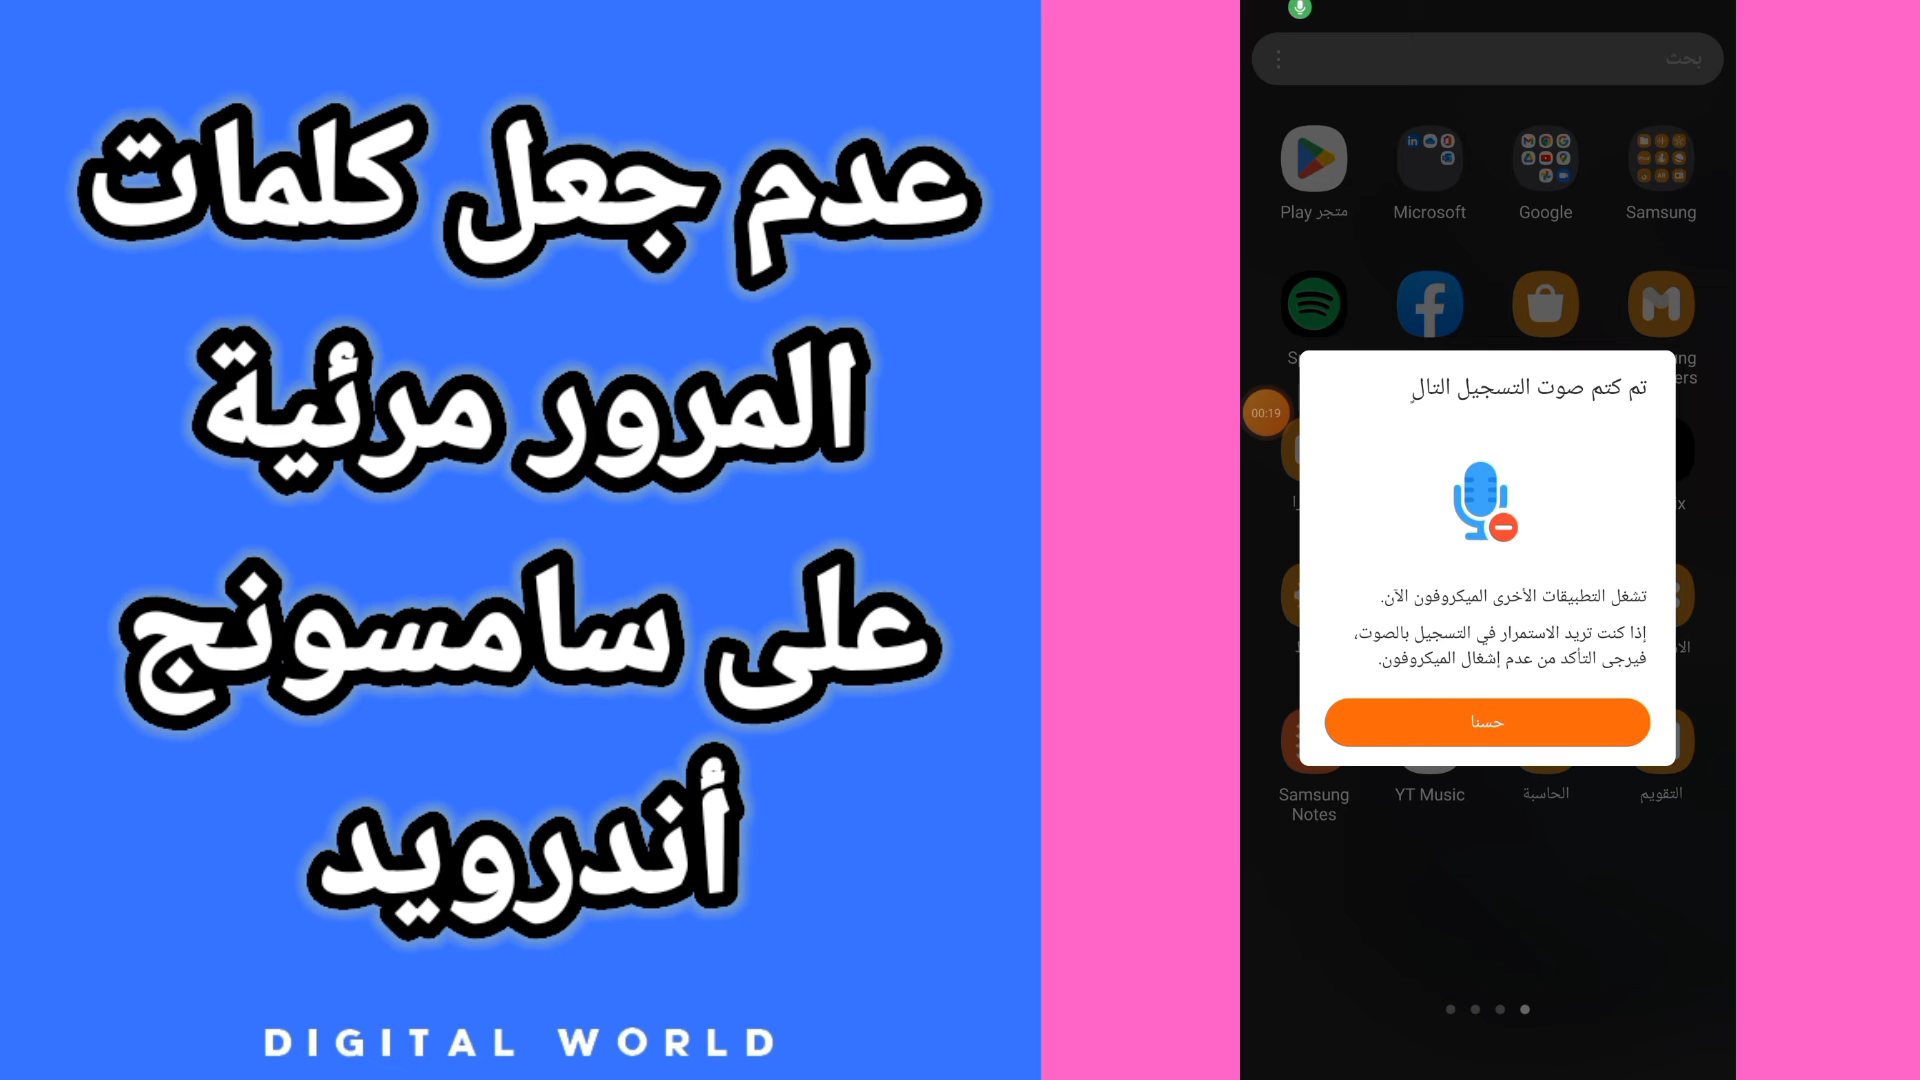 عدم جعل كلمات
المرور مرئية
على سامسونج
أندرويد
DIGITAL WORLD
بحث
متجر Play
Microsoft
Google
Samsung
00:19
تم كتم صوت التسجيل التالٍ
تشغل التطبيقات الأخرى الميكروفون الآن.
إذا كنت تريد الاستمرار في التسجيل بالصوت،
فيرجى التأكد من عدم إشغال الميكروفون.
حسنا
Samsung
Notes
YT Music
الحاسبة
التقويم